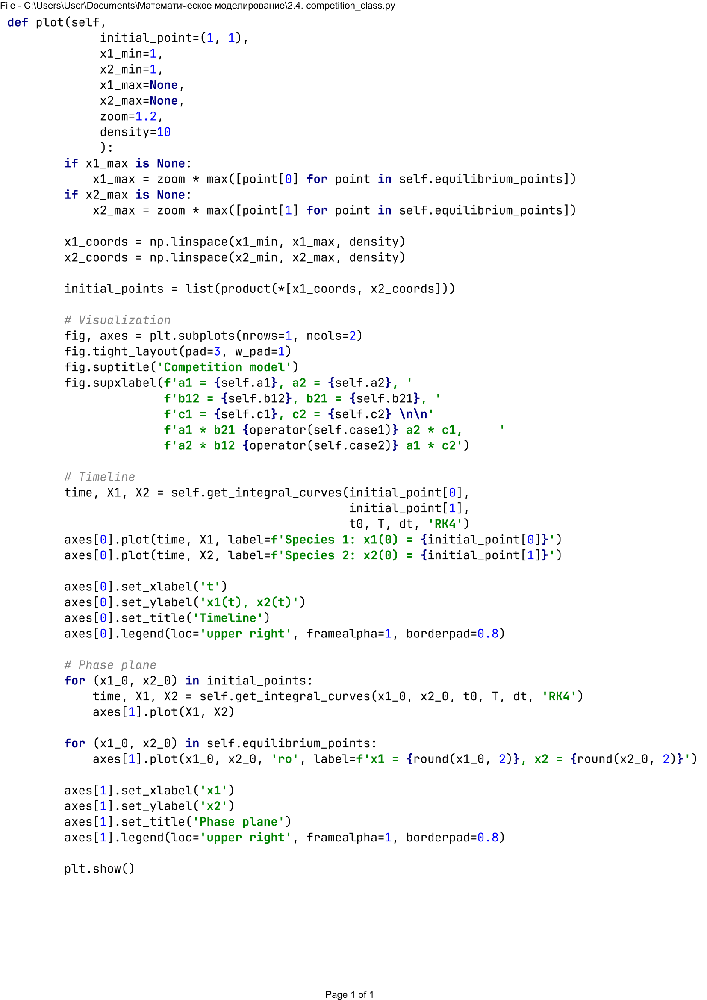 File - C:\Users\User\Documents\Математическое моделирование\2.4. competition_class.py
def plot(self,
             initial_point=(1, 1),
             x1_min=1,
             x2_min=1,
             x1_max=None,
             x2_max=None,
             zoom=1.2,
             density=10
             ):
        if x1_max is None:
            x1_max = zoom * max([point[0] for point in self.equilibrium_points])
        if x2_max is None:
            x2_max = zoom * max([point[1] for point in self.equilibrium_points])

        x1_coords = np.linspace(x1_min, x1_max, density)
        x2_coords = np.linspace(x2_min, x2_max, density)

        initial_points = list(product(*[x1_coords, x2_coords]))

        # Visualization
        fig, axes = plt.subplots(nrows=1, ncols=2)
        fig.tight_layout(pad=3, w_pad=1)
        fig.suptitle('Competition model')
        fig.supxlabel(f'a1 = {self.a1}, a2 = {self.a2}, '
                      f'b12 = {self.b12}, b21 = {self.b21}, '
                      f'c1 = {self.c1}, c2 = {self.c2} \n\n'
                      f'a1 * b21 {operator(self.case1)} a2 * c1,     '
                      f'a2 * b12 {operator(self.case2)} a1 * c2')

        # Timeline
        time, X1, X2 = self.get_integral_curves(initial_point[0],
                                                initial_point[1],
                                                t0, T, dt, 'RK4')
        axes[0].plot(time, X1, label=f'Species 1: x1(0) = {initial_point[0]}')
        axes[0].plot(time, X2, label=f'Species 2: x2(0) = {initial_point[1]}')

        axes[0].set_xlabel('t')
        axes[0].set_ylabel('x1(t), x2(t)')
        axes[0].set_title('Timeline')
        axes[0].legend(loc='upper right', framealpha=1, borderpad=0.8)

        # Phase plane
        for (x1_0, x2_0) in initial_points:
            time, X1, X2 = self.get_integral_curves(x1_0, x2_0, t0, T, dt, 'RK4')
            axes[1].plot(X1, X2)

        for (x1_0, x2_0) in self.equilibrium_points:
            axes[1].plot(x1_0, x2_0, 'ro', label=f'x1 = {round(x1_0, 2)}, x2 = {round(x2_0, 2)}')

        axes[1].set_xlabel('x1')
        axes[1].set_ylabel('x2')
        axes[1].set_title('Phase plane')
        axes[1].legend(loc='upper right', framealpha=1, borderpad=0.8)

        plt.show()
Page 1 of 1